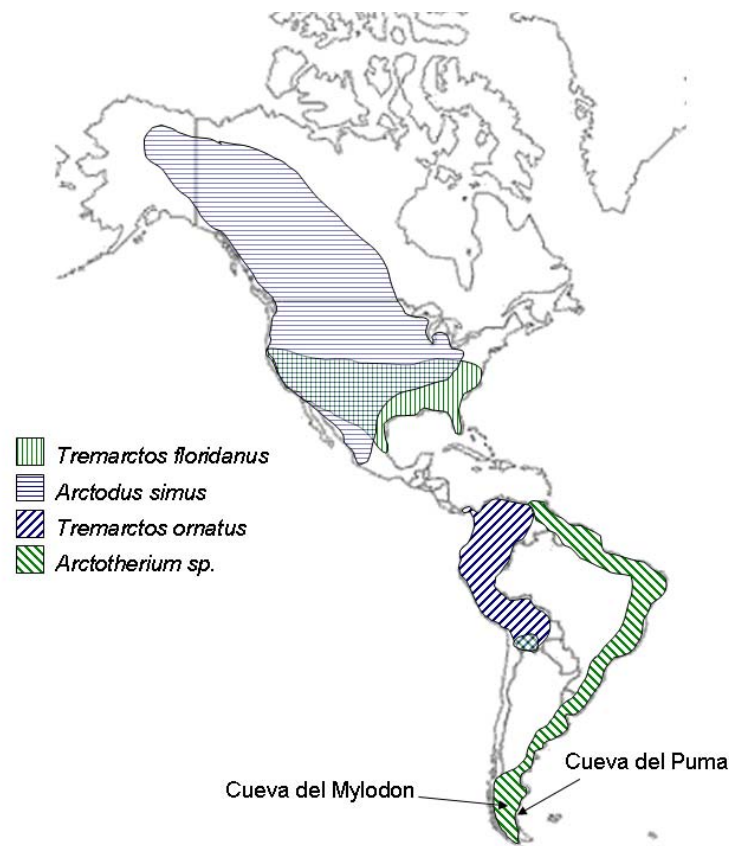 Tremarctos floridanus
Arctodus simus
Tremarctos ornatus
Arctotherium sp.
Cueva del Puma
Cueva del Mylodon